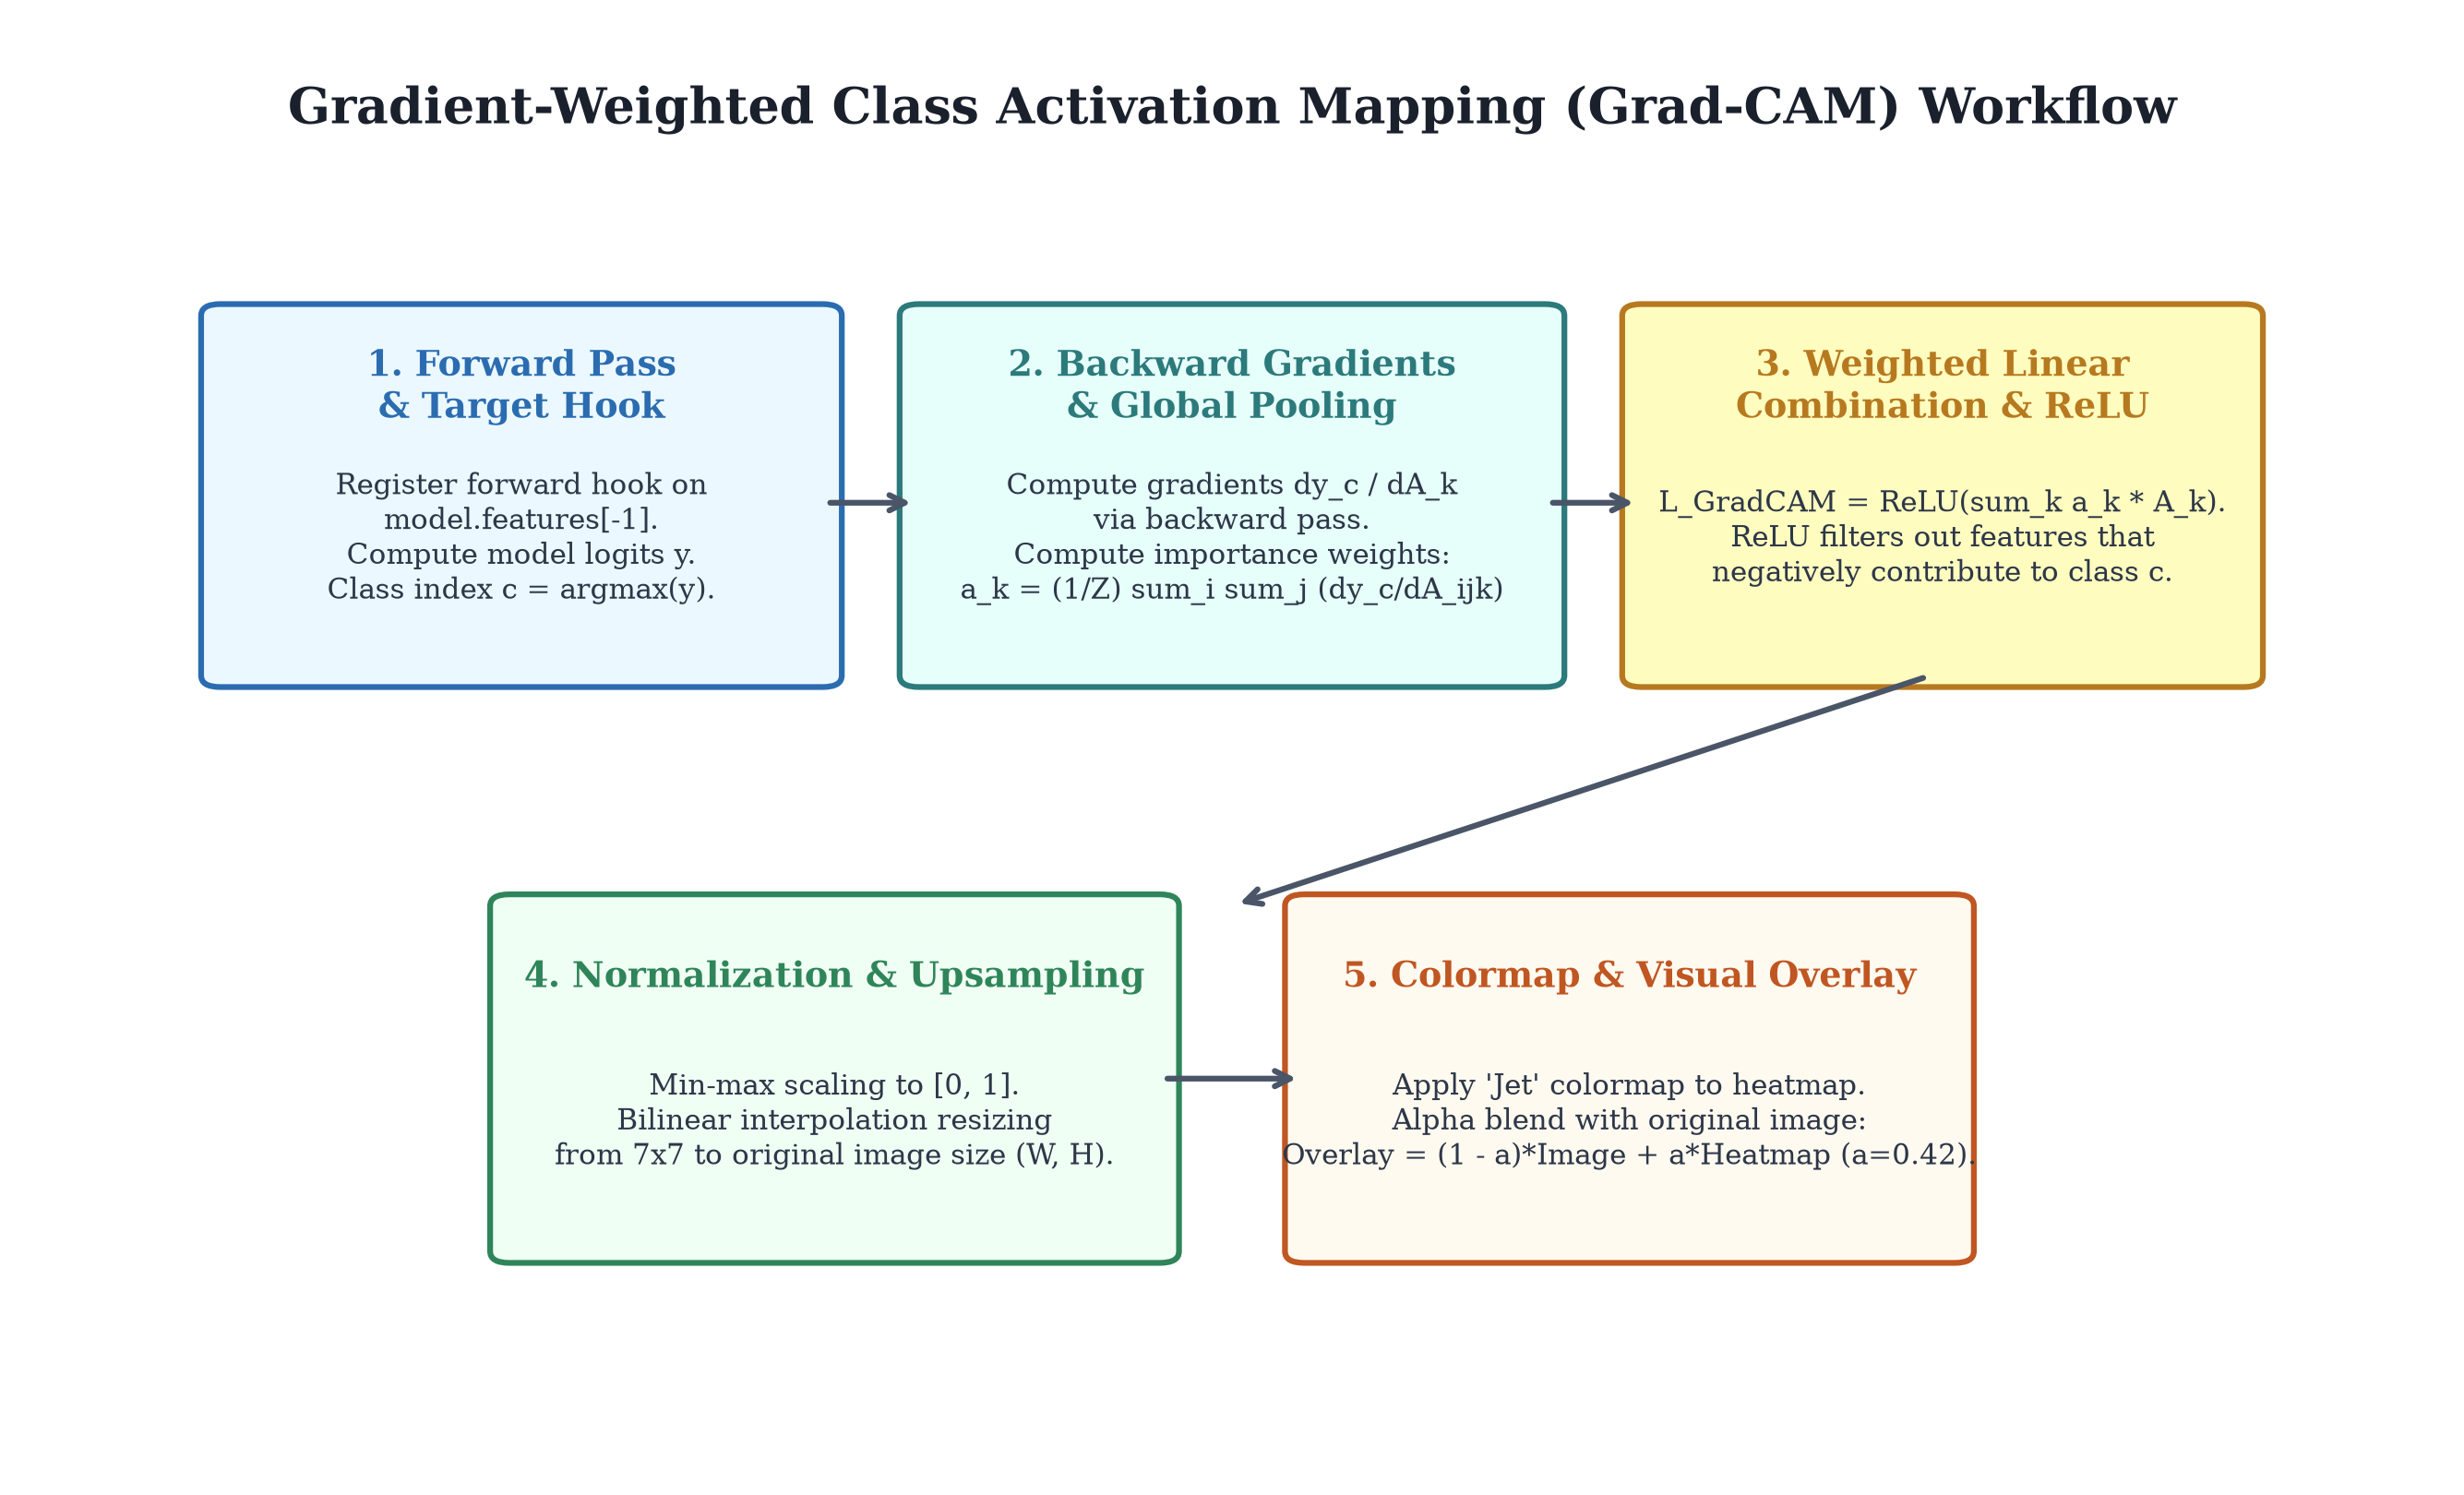 Gradient-Weighted Class Activation Mapping (Grad-CAM) Workflow
1. Forward Pass
& Target Hook
Register forward hook on
model.features[-1].
Compute model logits y.
Class index c = argmax(y).
2. Backward Gradients
& Global Pooling
Compute gradients dy_c / dA_k
via backward pass.
Compute importance weights:
a_k = (1/Z) sum_i sum_j (dy_c/dA_ijk)
3. Weighted Linear
Combination & ReLU
L_GradCAM = ReLU(sum_k a_k * A_k).
ReLU filters out features that
negatively contribute to class c.
4. Normalization & Upsampling
Min-max scaling to [0, 1].
Bilinear interpolation resizing
from 7x7 to original image size (W, H).
5. Colormap & Visual Overlay
Apply 'Jet' colormap to heatmap.
Alpha blend with original image:
Overlay = (1 - a)*Image + a*Heatmap (a=0.42).